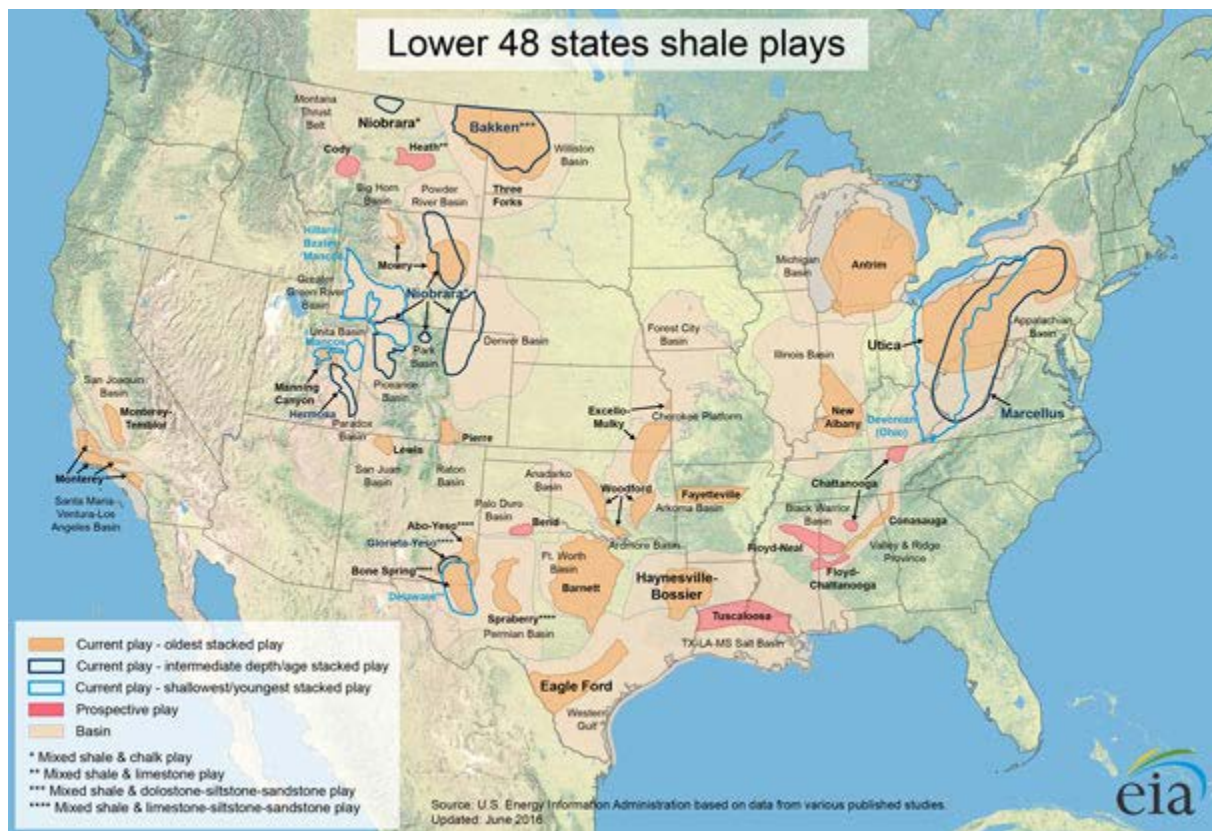 Lower 48 states shale plays
Montana
Thrust
Belt
Niobrara*
Bakken***
Cody
Heath**
Williston
Basin
Big Horn
Basin
Powder
River Basin
Three
Forks
Hilliard-
Baxter-
Mancos
Mowry
Michigan
Basin
Antrim
Greater
Green River
Basin
Niobrara*
Uinta Basin
Mancos
Park
Basin
Denver Basin
Forest City
Basin
Illinois Basin
Utica
Appalachian
Basin
Manning
Canyon
Hermosa
Piceance
Basin
San Joaquin
Basin
Monterey-
Temblor
Paradox
Basin
Excello-
Mulky
Cherokee Platform
New
Albany
Devonian
(Ohio)
Marcellus
Lewis
Pierre
Monterey
San Juan
Basin
Raton
Basin
Anadarko
Basin
Woodford
Fayetteville
Chattanooga
Santa Maria
Ventura-Los
Angeles Basin
Palo Duro
Basin
Arkoma Basin
Black Warrior
Basin
Conasauga
Abo-Yeso****
Bend
Glorieta-Yeso****
Ardmore Basin
Floyd-Neal
Valley & Ridge
Province
Bone Spring****
Ft. Worth
Basin
Barnett
Haynesville-
Bossier
Floyd-
Chattanooga
Delaware
Spraberry****
Permian Basin
Tuscaloosa
TX-LA-MS Salt Basin
Eagle Ford
Western
Gulf
Current play - oldest stacked play
Current play - intermediate depth/age stacked play
Current play - shallowest/youngest stacked play
Prospective play
Basin
* Mixed shale & chalk play
** Mixed shale & limestone play
*** Mixed shale & dolostone-siltstone-sandstone play
**** Mixed shale & limestone-siltstone-sandstone play
Source: U.S. Energy Information Administration based on data from various published studies.
Updated: June 2016
eia